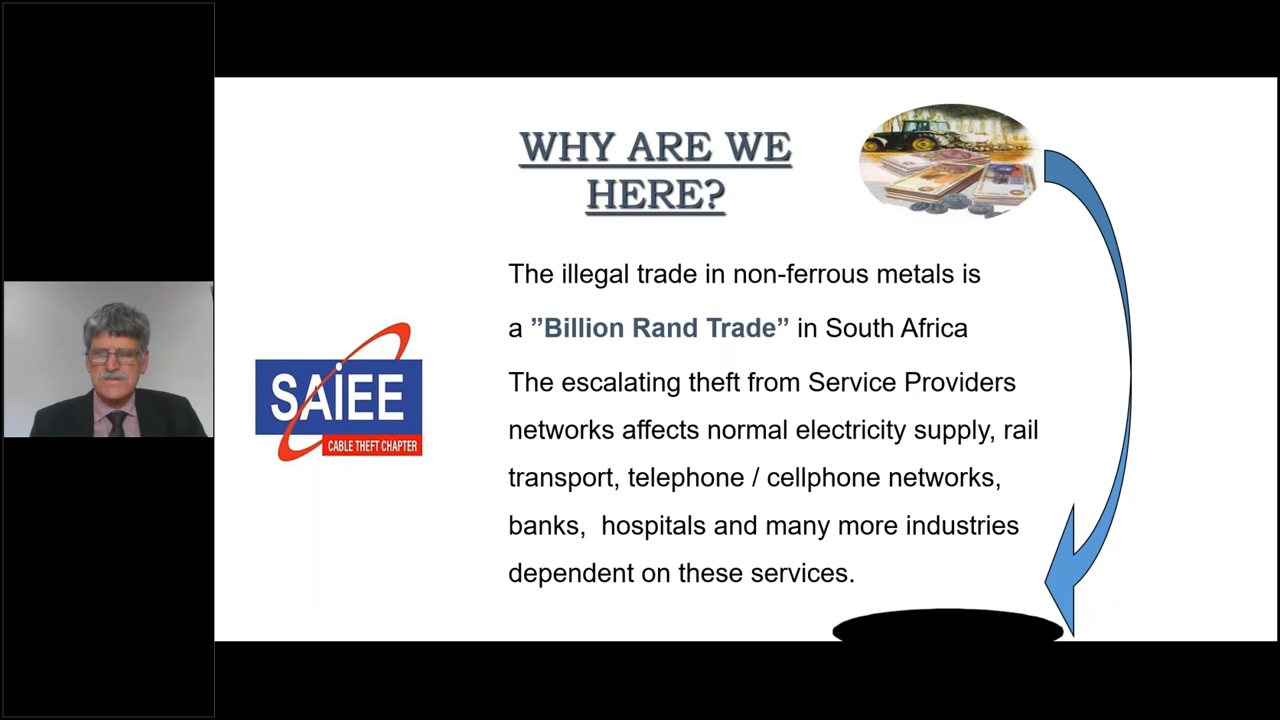 WHY ARE WE
HERE?
The illegal trade in non-ferrous metals is
a ”Billion Rand Trade” in South Africa
SAiEE
CABLE THEFT CHAPTER
The escalating theft from Service Providers
networks affects normal electricity supply, rail
transport, telephone / cellphone networks,
banks,  hospitals and many more industries
dependent on these services.